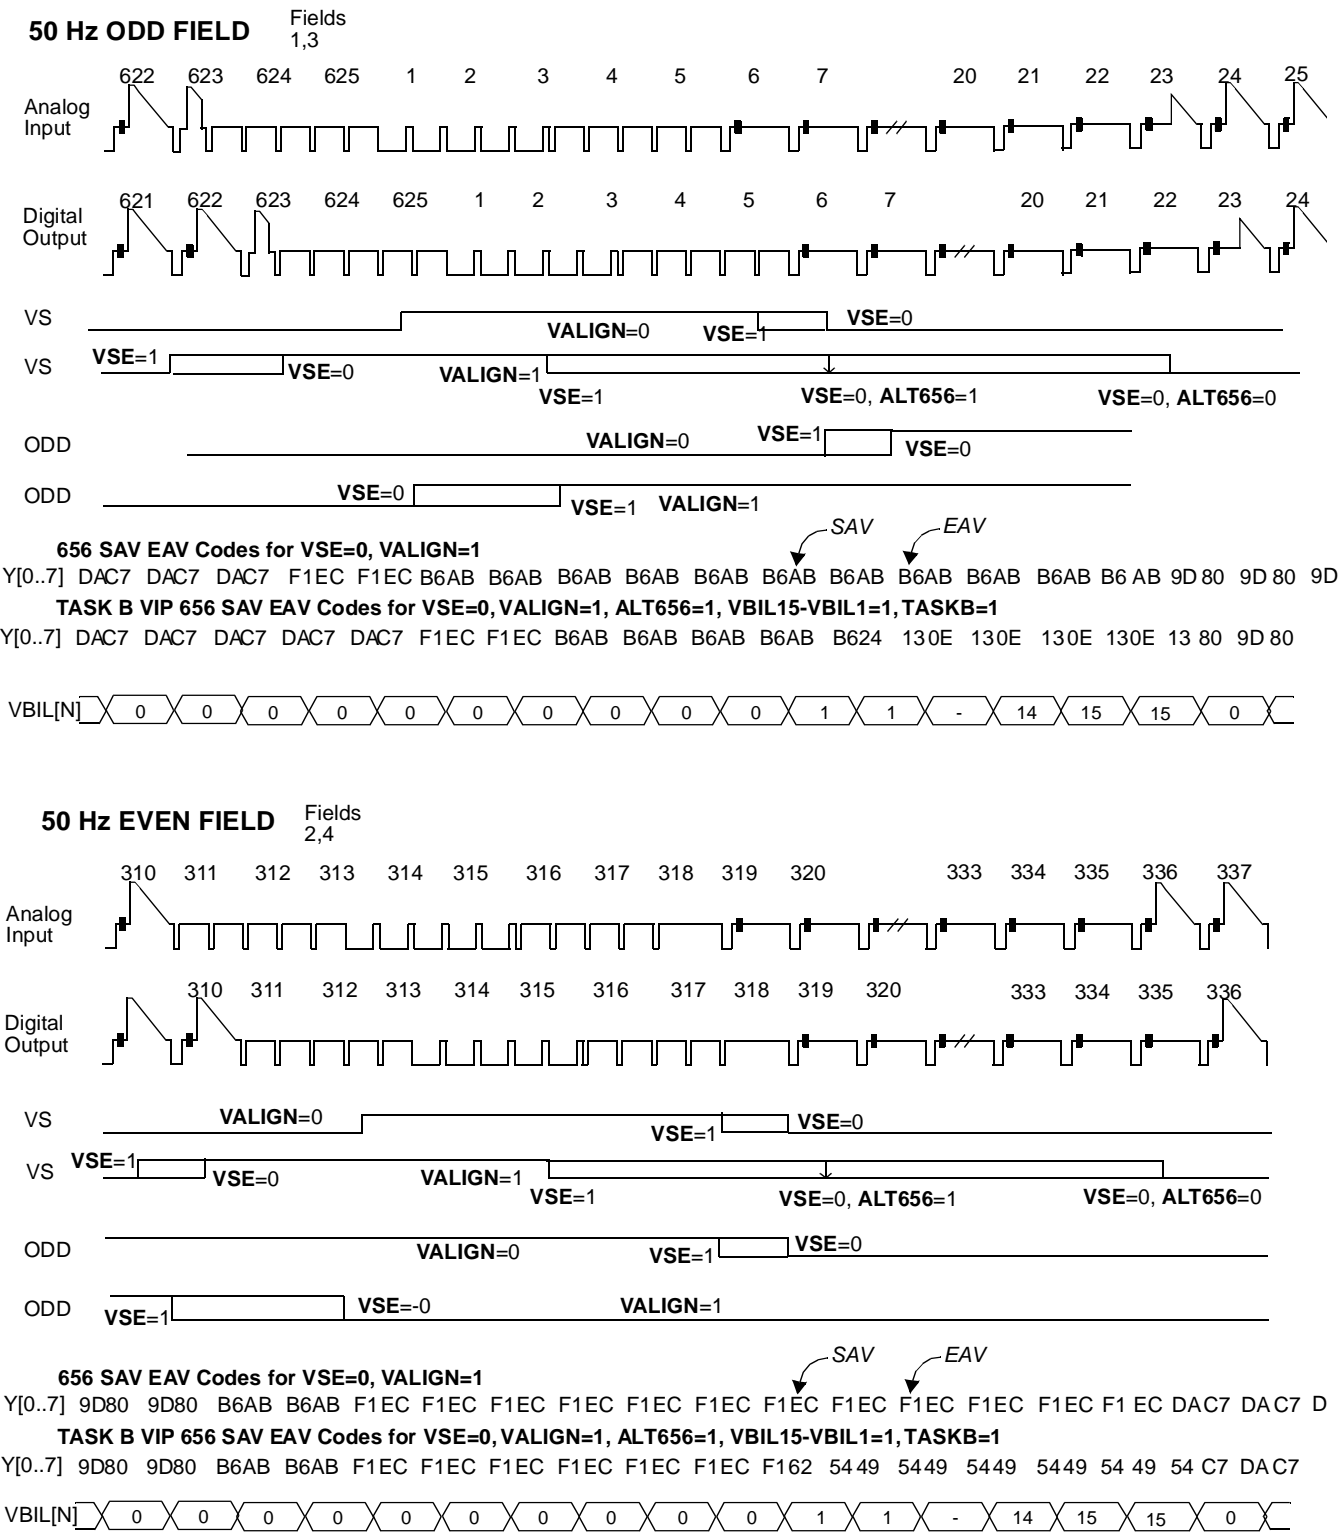 50 Hz ODD FIELD Fields
1,3
622 623 624 625 1 2 3 4 5 6 7 20 21 22 23 24 25
Analog
Input
621 622 623 624 625 1 2 3 4 5 6 7 20 21 22 23 24
Digital
Output
VS VALIGN=0 VSE=1 VSE=0
VS VSE=1 VSE=0 VALIGN=1
VSE=1 VSE=0, ALT656=1 VSE=0, ALT656=0
ODD VALIGN=0 VSE=1 VSE=0
ODD VSE=0 VSE=1 VALIGN=1
SAV EAV
656 SAV EAV Codes for VSE=0, VALIGN=1
Y[0..7] DAC7 DAC7 DAC7 F1EC F1EC B6AB B6AB B6AB B6AB B6AB B6AB B6AB B6AB B6AB B6AB B6 AB 9D 80 9D 80 9D
TASK B VIP 656 SAV EAV Codes for VSE=0, VALIGN=1, ALT656=1, VBIL15-VBIL1=1, TASKB=1
Y[0..7] DAC7 DAC7 DAC7 DAC7 DAC7 F1EC F1EC B6AB B6AB B6AB B6AB B624 130E 130E 130E 130E 13 80 9D 80
VBIL[N] 0 0 0 0 0 0 0 0 0 0 1 1 - 14 15 15 0
50 Hz EVEN FIELD Fields
2,4
310 311 312 313 314 315 316 317 318 319 320 333 334 335 336 337
Analog
Input
310 311 312 313 314 315 316 317 318 319 320 333 334 335 336
Digital
Output
VS VALIGN=0 VSE=1 VSE=0
VS VSE=1 VSE=0 VALIGN=1
VSE=1 VSE=0, ALT656=1 VSE=0, ALT656=0
ODD VALIGN=0 VSE=1 VSE=0
ODD VSE=1 VSE=-0 VALIGN=1
SAV EAV
656 SAV EAV Codes for VSE=0, VALIGN=1
Y[0..7] 9D80 9D80 B6AB B6AB F1EC F1EC F1EC F1EC F1EC F1EC F1EC F1EC F1EC F1EC F1EC F1 EC DAC7 DAC7 D
TASK B VIP 656 SAV EAV Codes for VSE=0, VALIGN=1, ALT656=1, VBIL15-VBIL1=1, TASKB=1
Y[0..7] 9D80 9D80 B6AB B6AB F1EC F1EC F1EC F1EC F1EC F1EC F162 5449 5449 5449 5449 54 49 54 C7 DAC7
VBIL[N] 0 0 0 0 0 0 0 0 0 0 1 1 - 14 15 15 0